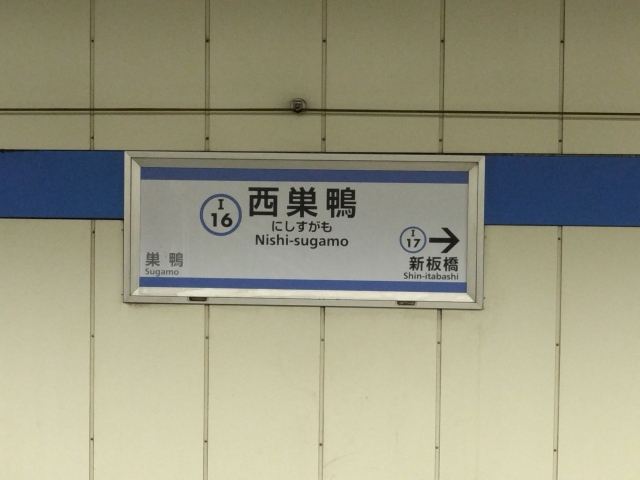 I
16
西巣鴨
にしすがも
Nishi-sugamo
巣鴨
Sugamo
I
17
新板橋
Shin-itabashi